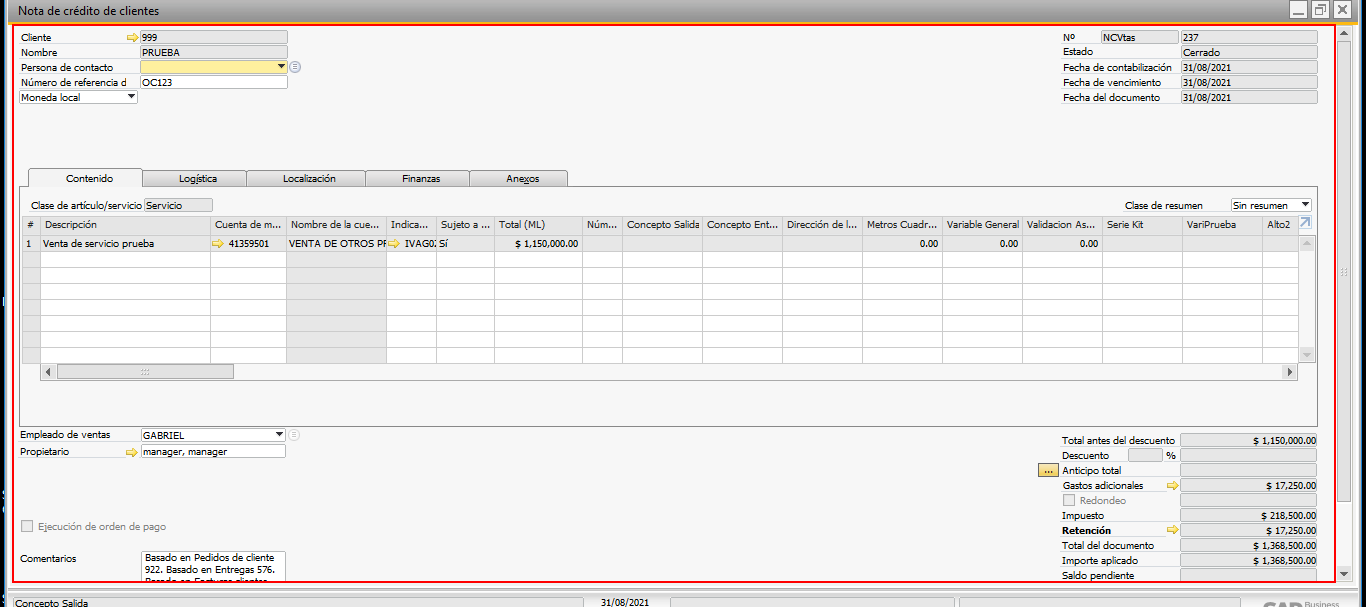 Nota de crédito de clientes
Cliente 999
Nombre PRUEBA
Persona de contacto
Número de referencia d OC123
Moneda local
Nº NCVtas 237
Estado Cerrado
Fecha de contabilización 31/08/2021
Fecha de vencimiento 31/08/2021
Fecha del documento 31/08/2021
Contenido Logística Localización Finanzas Anexos
Clase de artículo/servicio Servicio
Clase de resumen Sin resumen
# Descripción Cuenta de m... Nombre de la cue... Indica... Sujeto a ... Total (ML) Núm... Concepto Salida Concepto Ent... Dirección de l... Metros Cuadr... Variable General Validacion As... Serie Kit VariPrueba Alto2
1 Venta de servicio prueba 41359501 VENTA DE OTROS PR IVAG02 Sí $ 1,150,000.00 0.00 0.00 0.00
Empleado de ventas GABRIEL
Propietario manager, manager
Ejecución de orden de pago
Comentarios Basado en Pedidos de cliente
922. Basado en Entregas 576.
Basado en Facturas clientes
Total antes del descuento $ 1,150,000.00
Descuento %
... Anticipo total
Gastos adicionales $ 17,250.00
Redondeo
Impuesto $ 218,500.00
Retención $ 17,250.00
Total del documento $ 1,368,500.00
Importe aplicado $ 1,368,500.00
Saldo pendiente
Concepto Salida 31/08/2021
SAP Business